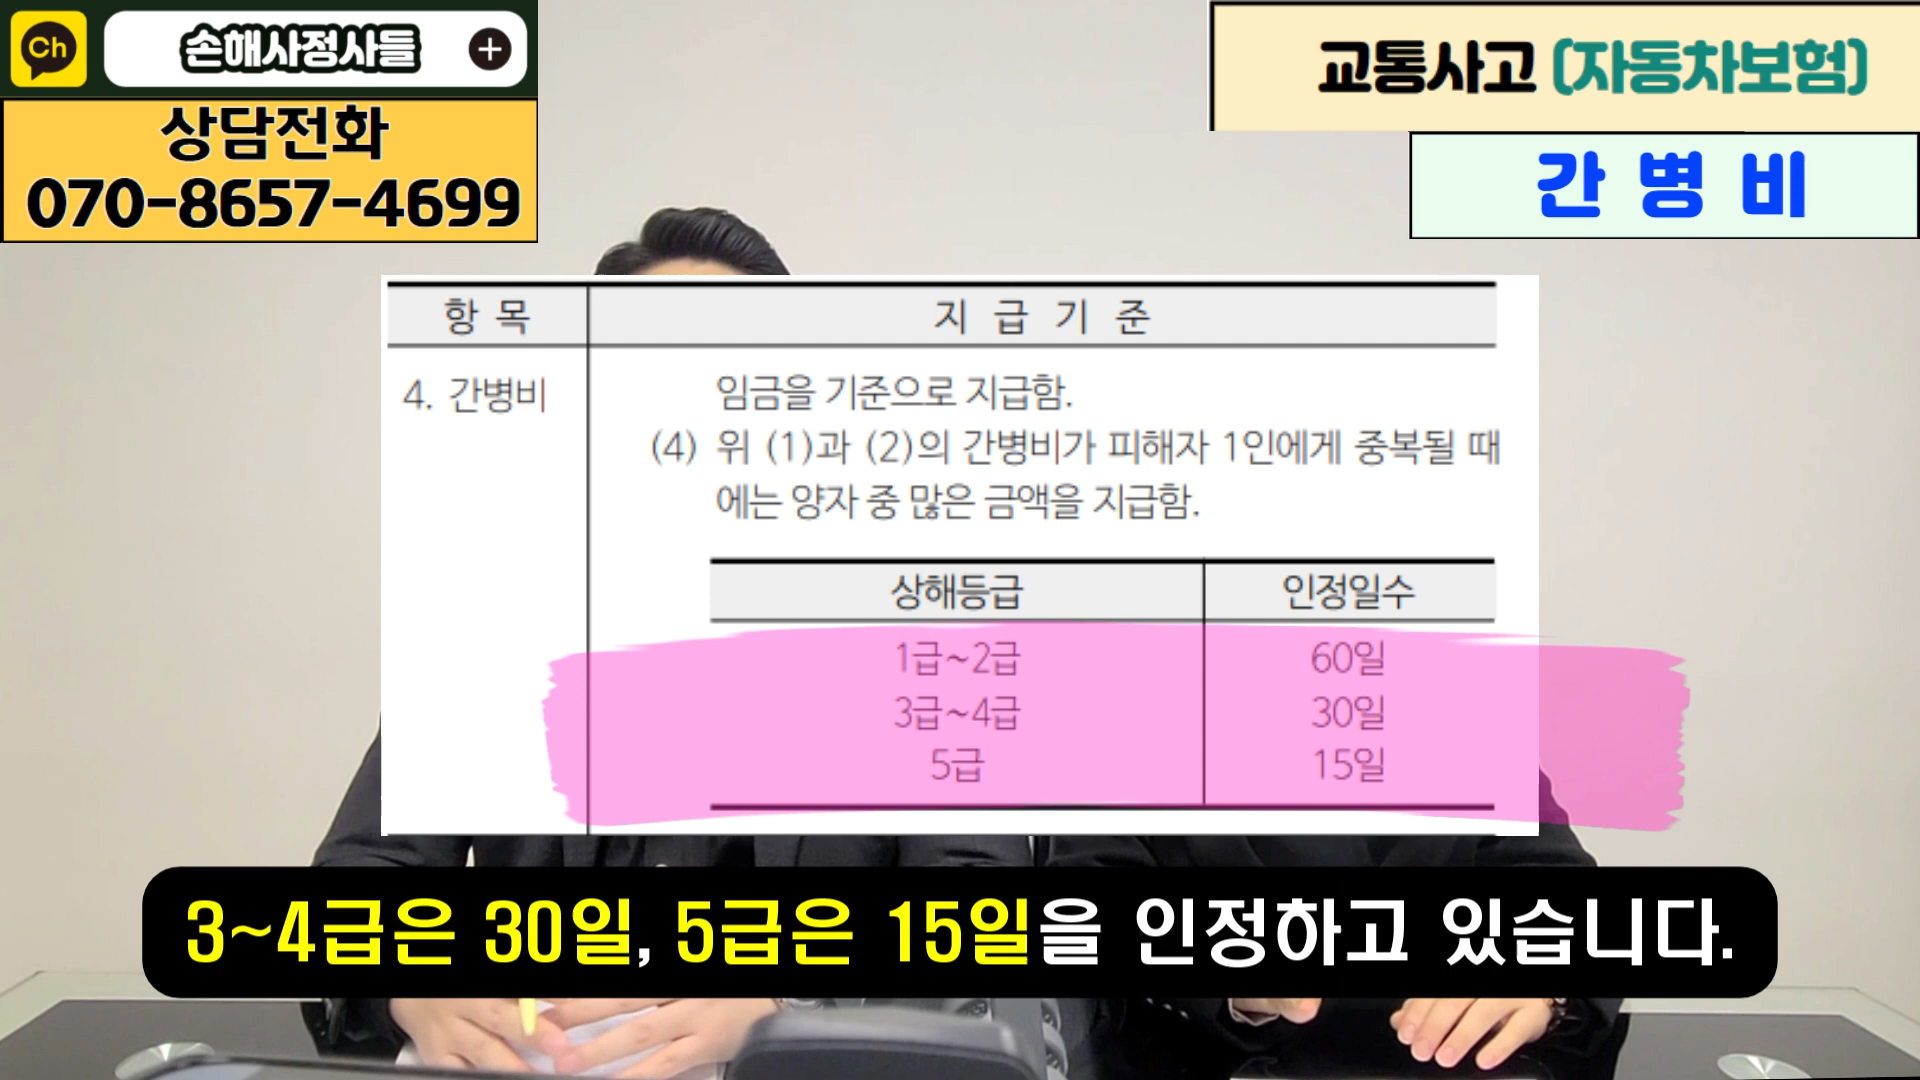 Ch 손해사정사들 +
상담전화
070-8657-4699
교통사고 (자동차보험)
간병비
항목 지급기준
4. 간병비 임금을 기준으로 지급함.
(4) 위 (1)과 (2)의 간병비가 피해자 1인에게 중복될 때
에는 양자 중 많은 금액을 지급함.
상해등급 인정일수
1급~2급 60일
3급~4급 30일
5급 15일
3~4급은 30일, 5급은 15일을 인정하고 있습니다.